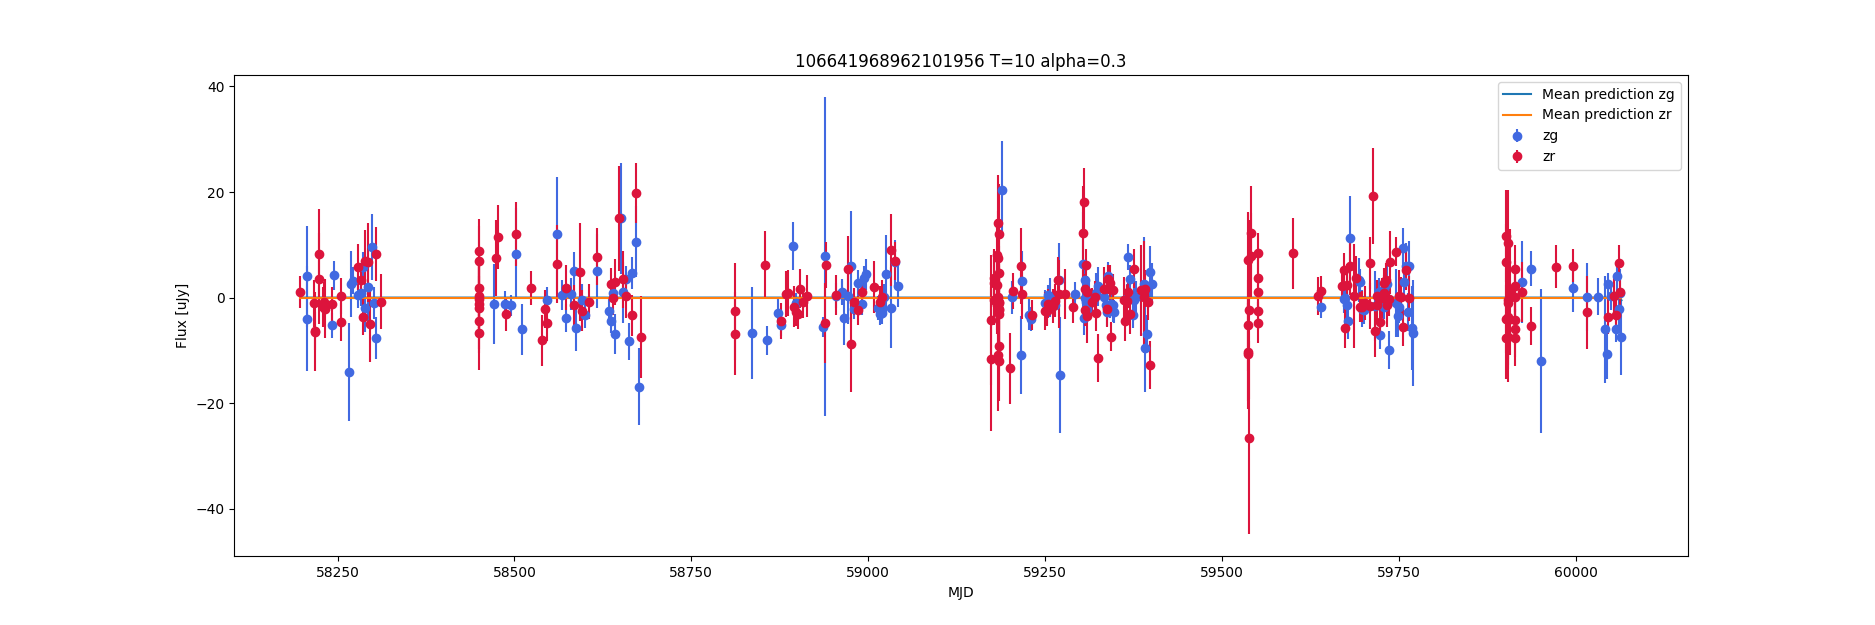 106641968962101956 T=10 alpha=0.3
Mean prediction zg
Mean prediction zr
zg
zr
Flux [uJy]
40
20
0
−20
−40
58250 58500 58750 59000 59250 59500 59750 60000
MJD